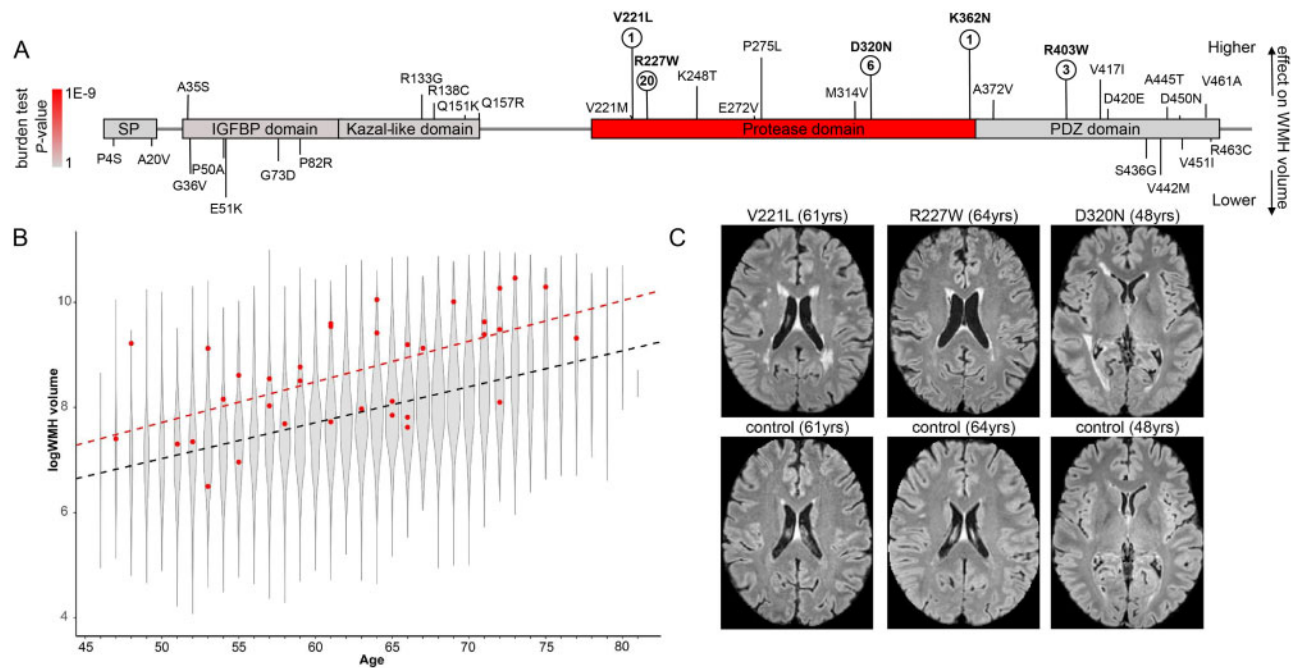 A
burden test
P-value
1E-9
1
V221L
1
R227W
20
K248T
P275L
D320N
6
K362N
1
R403W
3
Higher
effect on WMH volume
Lower
A35S
R133G
R138C
Q151K
Q157R
V221M
E272V
M314V
A372V
V417I
D420E
A445T
D450N
V461A
SP
IGFBP domain
Kazal-like domain
Protease domain
PDZ domain
P4S
A20V
G36V
P50A
E51K
G73D
P82R
S436G
V442M
V451I
R463C
B
logWMH volume
10
8
6
4
45 50 55 60 65 70 75 80
Age
C
V221L (61yrs) R227W (64yrs) D320N (48yrs)
control (61yrs) control (64yrs) control (48yrs)